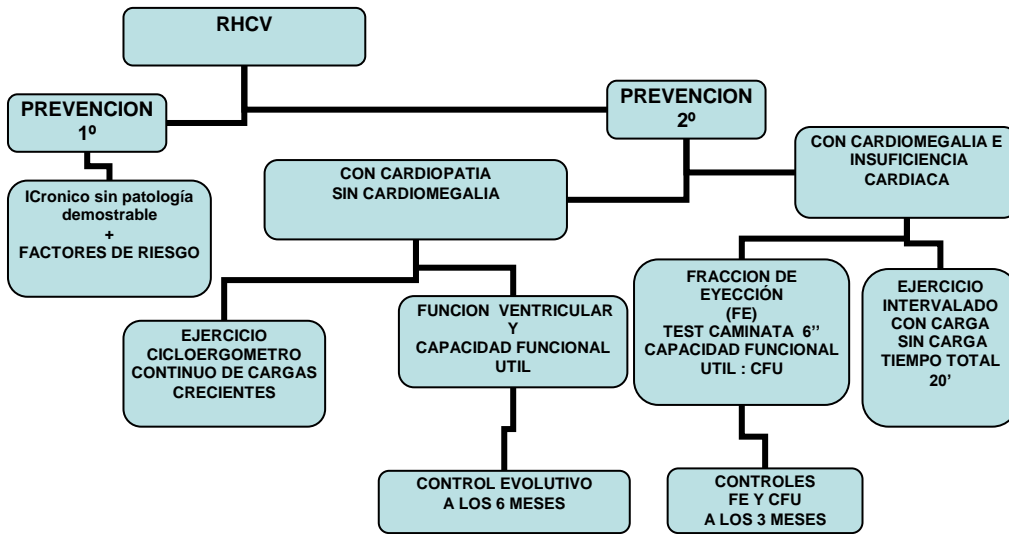 RHCV
PREVENCION
1º
PREVENCION
2º
CON CARDIOPATIA
SIN CARDIOMEGALIA
CON CARDIOMEGALIA E
INSUFICIENCIA
CARDIACA
ICronico sin patología
demostrable
+
FACTORES DE RIESGO
EJERCICIO
CICLOERGOMETRO
CONTINUO DE CARGAS
CRECIENTES
FUNCION VENTRICULAR
Y
CAPACIDAD FUNCIONAL
UTIL
FRACCION DE
EYECCIÓN
(FE)
TEST CAMINATA 6’’
CAPACIDAD FUNCIONAL
UTIL : CFU
EJERCICIO
INTERVALADO
CON CARGA
SIN CARGA
TIEMPO TOTAL
20’
CONTROL EVOLUTIVO
A LOS 6 MESES
CONTROLES
FE Y CFU
A LOS 3 MESES